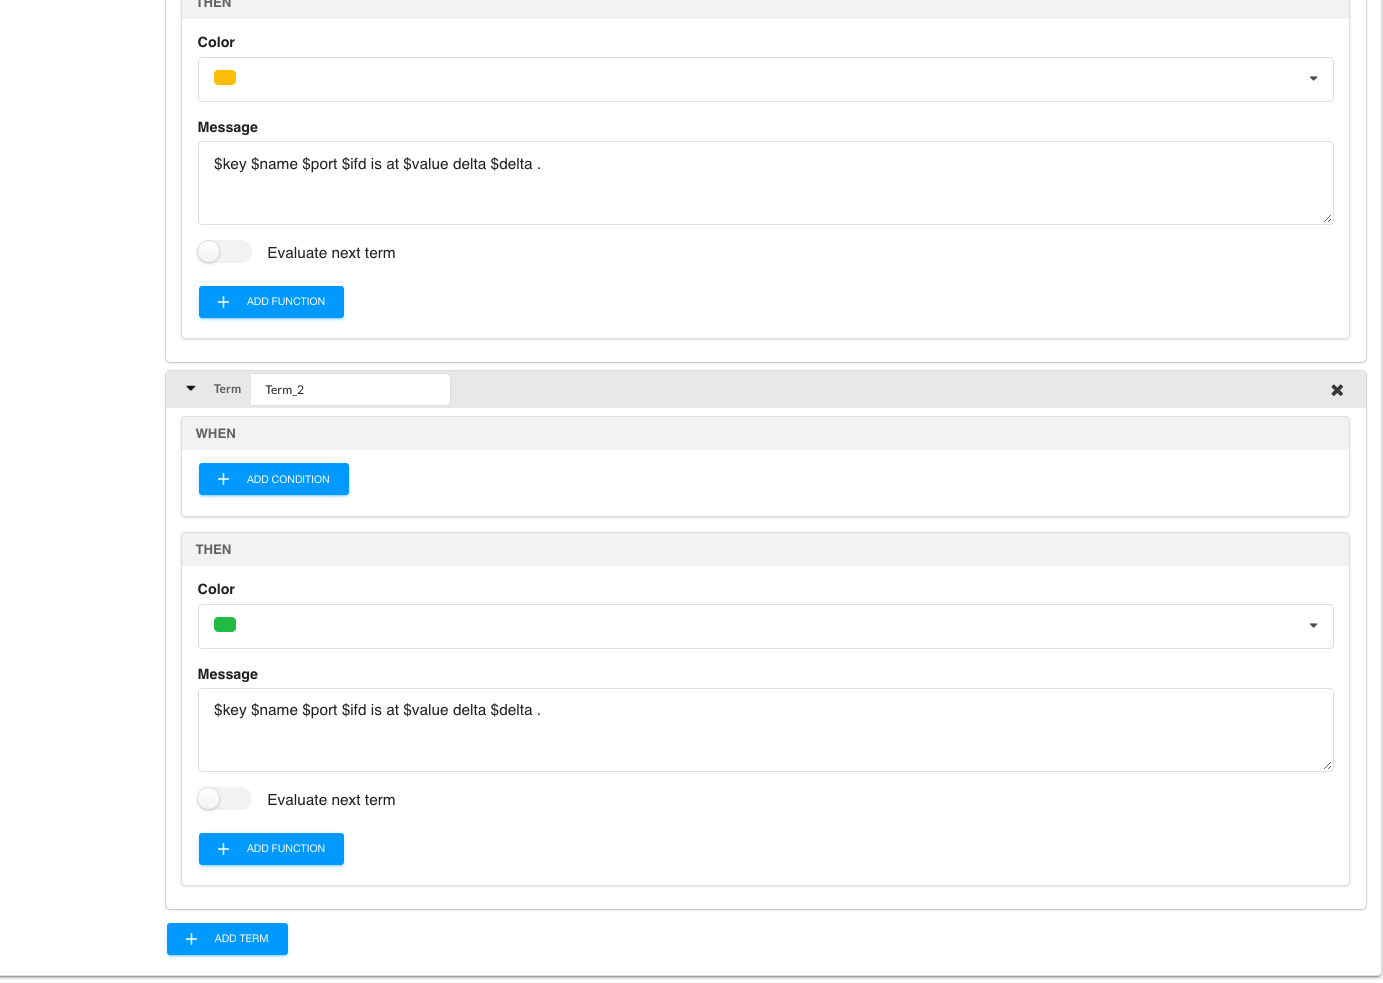 THEN
Color
Message
$key $name $port $ifd is at $value delta $delta .
Evaluate next term
ADD FUNCTION
Term Term_2
WHEN
ADD CONDITION
THEN
Color
Message
$key $name $port $ifd is at $value delta $delta .
Evaluate next term
ADD FUNCTION
ADD TERM